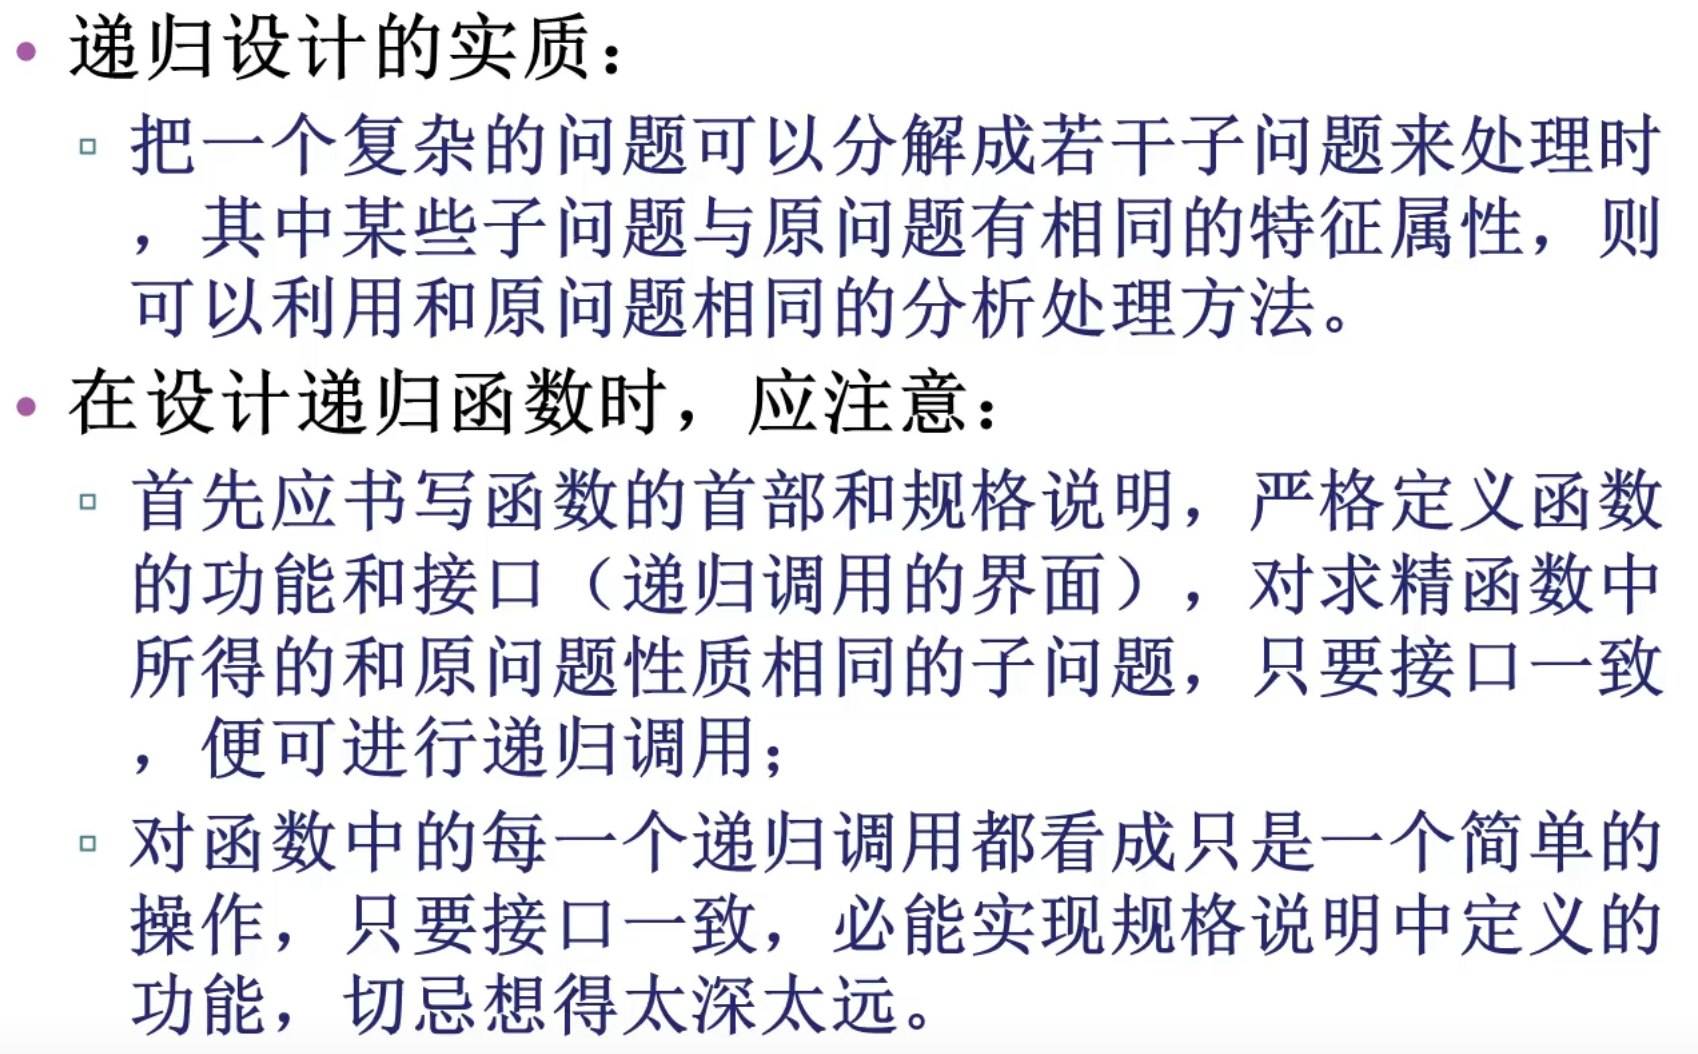 • 递归设计的实质：
▫ 把一个复杂的问题可以分解成若干子问题来处理时
，其中某些子问题与原问题有相同的特征属性，则
可以利用和原问题相同的分析处理方法。
• 在设计递归函数时，应注意：
▫ 首先应书写函数的首部和规格说明，严格定义函数
的功能和接口（递归调用的界面），对求精函数中
所得的和原问题性质相同的子问题，只要接口一致
，便可进行递归调用；
▫ 对函数中的每一个递归调用都看成只是一个简单的
操作，只要接口一致，必能实现规格说明中定义的
功能，切忌想得太深太远。